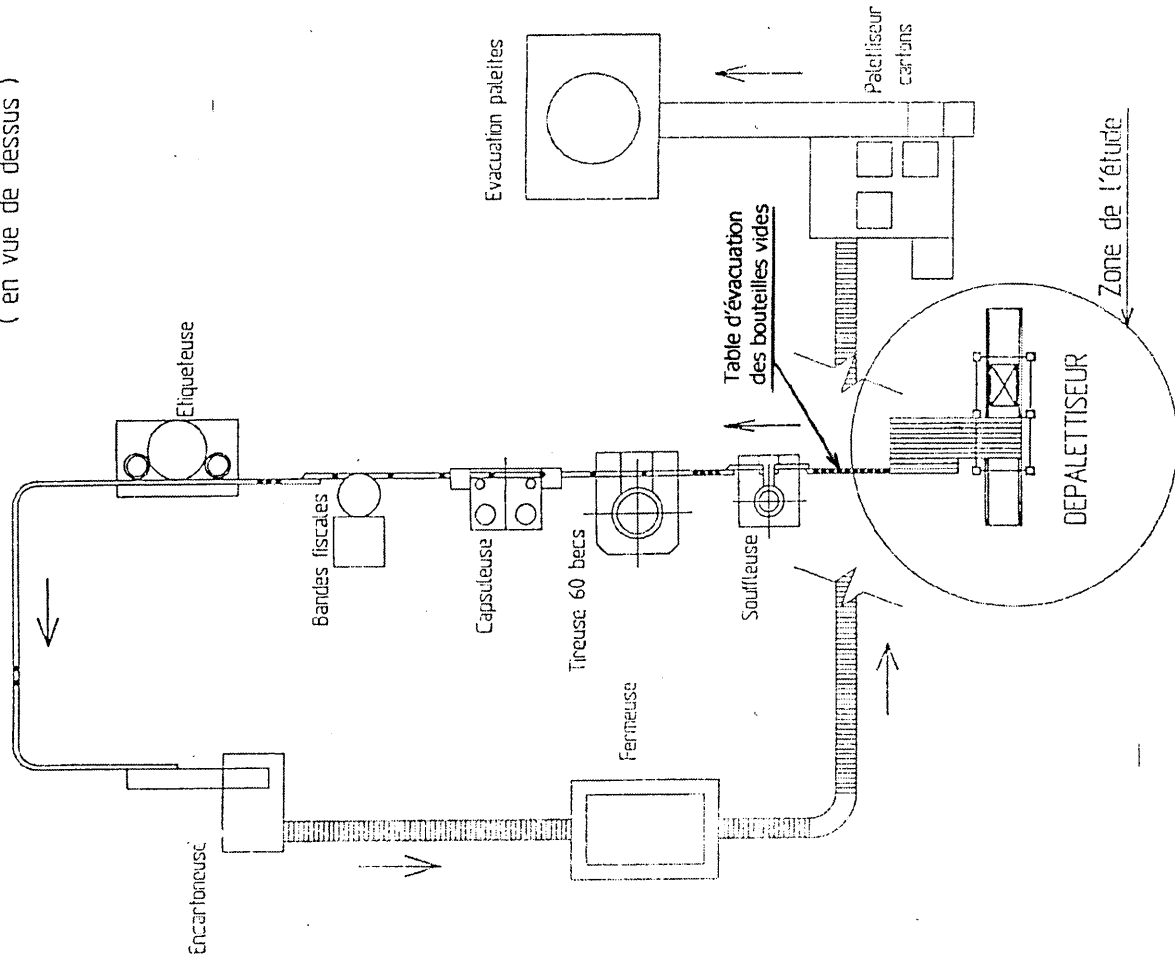 ( en vue de dessus )
Evacuation palettes
Palettiseur
cartons
Zone de l'étude
Table d'évacuation
des bouteilles vides
Etiqueteuse
Bandes fiscales
Capsuleuse
Tireuse 60 becs
Souffleuse
DEPALETTISEUR
Encartoneuse
Fermeuse